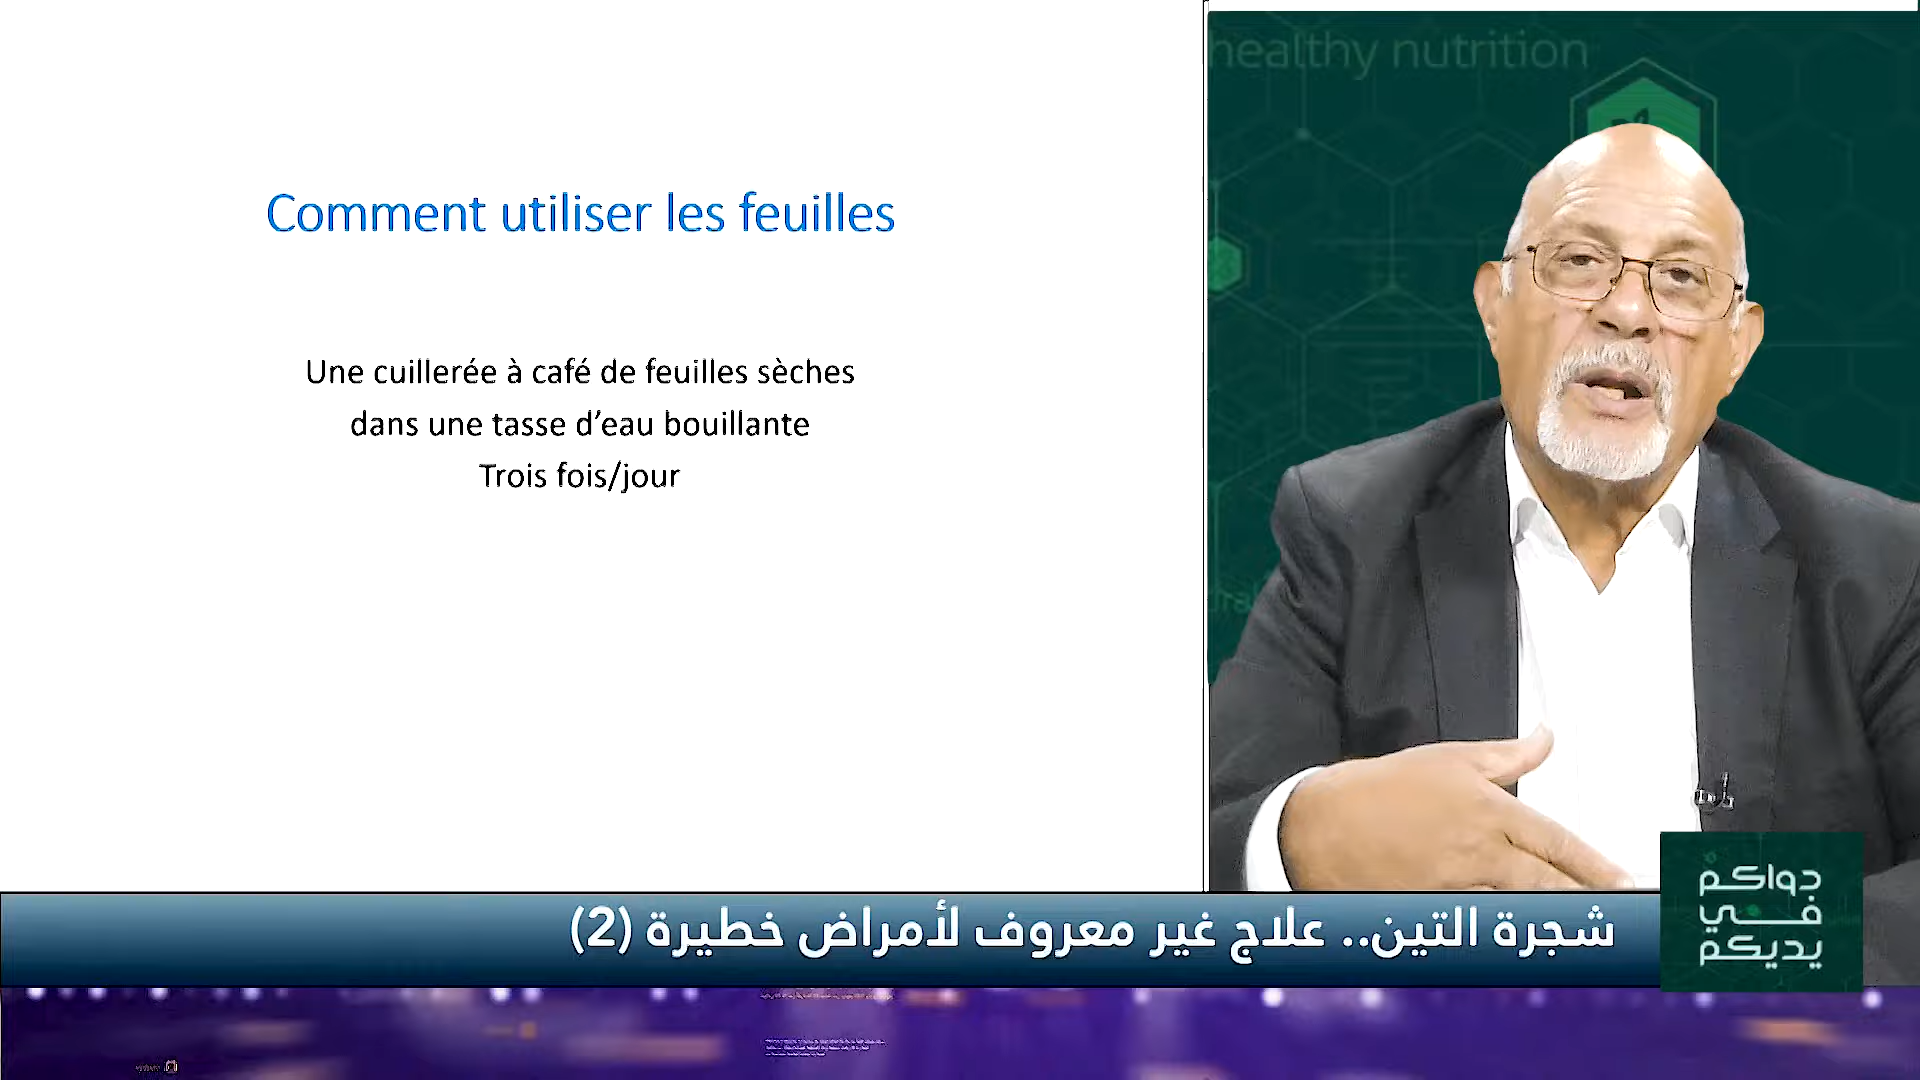 Comment utiliser les feuilles
Une cuillerée à café de feuilles sèches
dans une tasse d’eau bouillante
Trois fois/jour
healthy nutrition
شجرة التين.. علاج غير معروف لأمراض خطيرة (2)
دواكم
في
يديكم